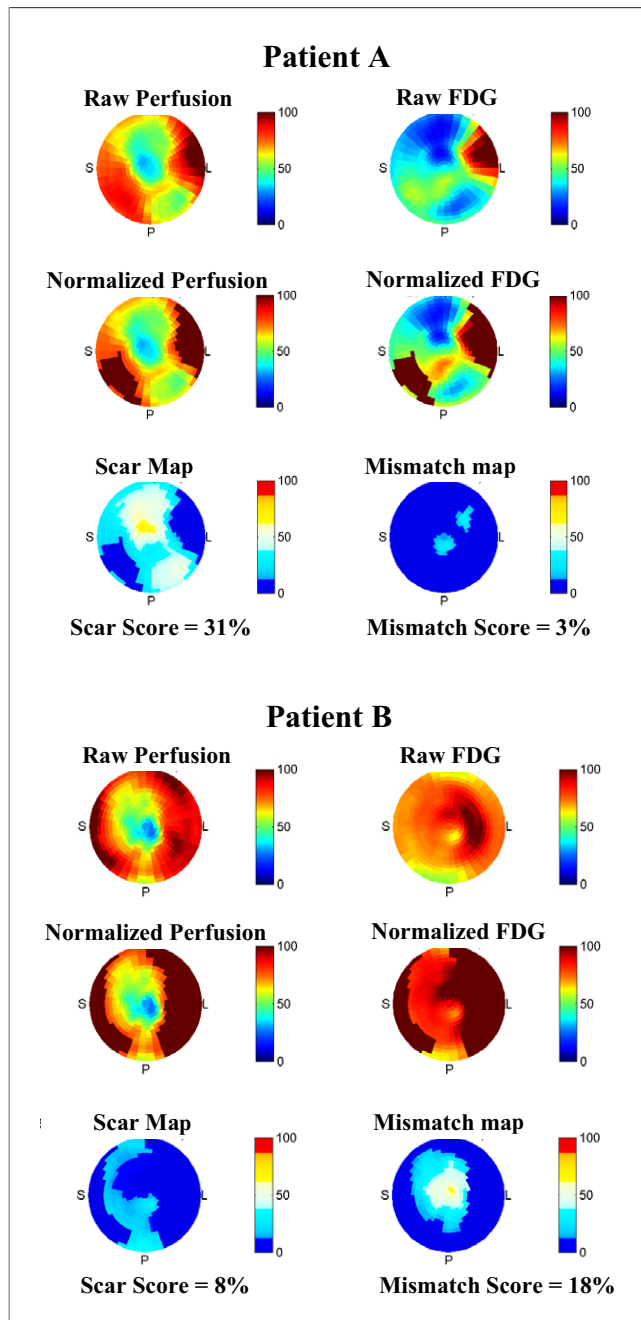 Patient A
Raw Perfusion Raw FDG
100 100
S 50 S L 50
0 0
P P
Normalized Perfusion Normalized FDG
100 100
S L 50 S L 50
0 0
P P
Scar Map Mismatch map
100 100
S L 50 S L 50
0 0
P P
Scar Score = 31% Mismatch Score = 3%
Patient B
Raw Perfusion Raw FDG
100 100
S L 50 S L 50
0 0
P P
Normalized Perfusion Normalized FDG
100 100
S L 50 S L 50
0 0
P P
Scar Map Mismatch map
100 100
S L 50 S L 50
0 0
P P
Scar Score = 8% Mismatch Score = 18%